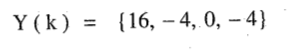 Y(k) = {16, -4, 0, -4}